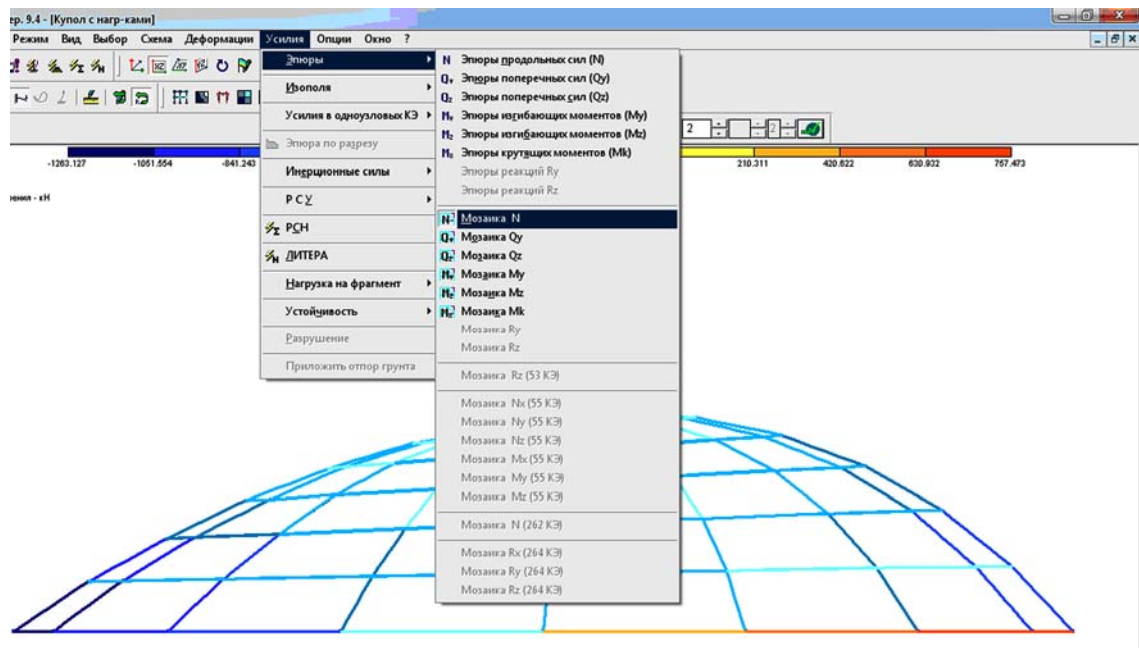 ер. 9.4 - [Купол с нагр-ками]
Режим Вид Выбор Схема Деформации Усилия Опции Окно ?
Эпюры
Изополя
Усилия в одноузловых КЭ
Эпюра по разрезу
Инерционные силы
Р С У
РСН
ЛИТЕРА
Нагрузка на фрагмент
Устойчивость
Разрушение
Приложить отпор грунта
N Эпюры продольных сил (N)
Qy Эпюры поперечных сил (Qy)
Qz Эпюры поперечных сил (Qz)
My Эпюры изгибающих моментов (My)
Mz Эпюры изгибающих моментов (Mz)
Эпюры крутящих моментов (Mk)
Эпюры реакций Ry
Эпюры реакций Rz
Мозаика N
Мозаика Qy
Мозаика Qz
Мозаика My
Мозаика Mz
Мозаика Mk
Мозаика Ry
Мозаика Rz
Мозаика Rz (53 КЭ)
Мозаика Nx (55 КЭ)
Мозаика Ny (55 КЭ)
Мозаика Nz (55 КЭ)
Мозаика Mx (55 КЭ)
Мозаика My (55 КЭ)
Мозаика Mz (55 КЭ)
Мозаика N (262 КЭ)
Мозаика Rx (264 КЭ)
Мозаика Ry (264 КЭ)
Мозаика Rz (264 КЭ)
2 2
-1263.127 -1051.554 -841.243 210.311 420.622 630.932 757.473
рения - кН